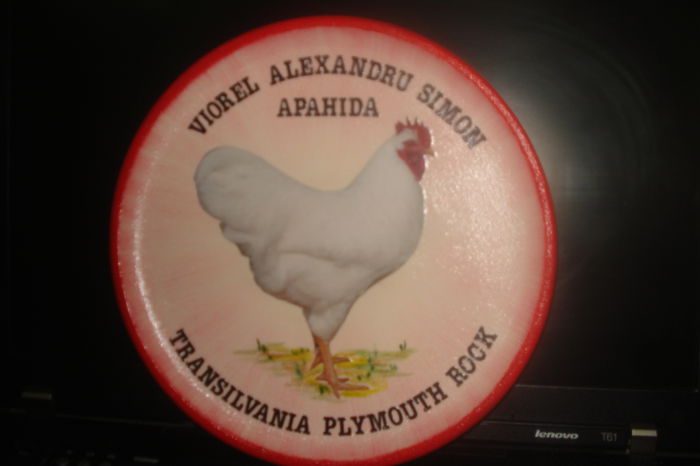 VIOREL ALEXANDRU SIMON
APAHIDA
TRANSILVANIA PLYMOUTH ROCK
lenovo T61